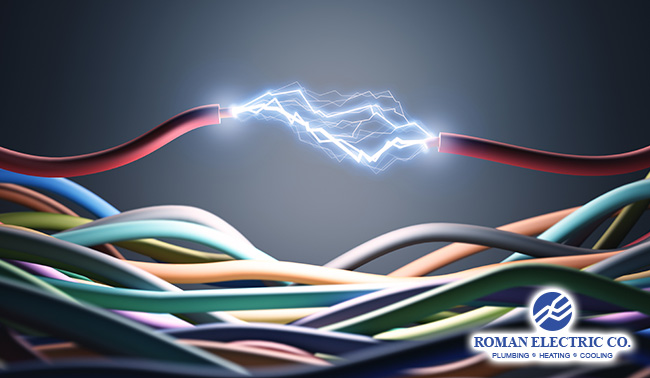 ROMAN ELECTRIC CO.
PLUMBING • HEATING • COOLING